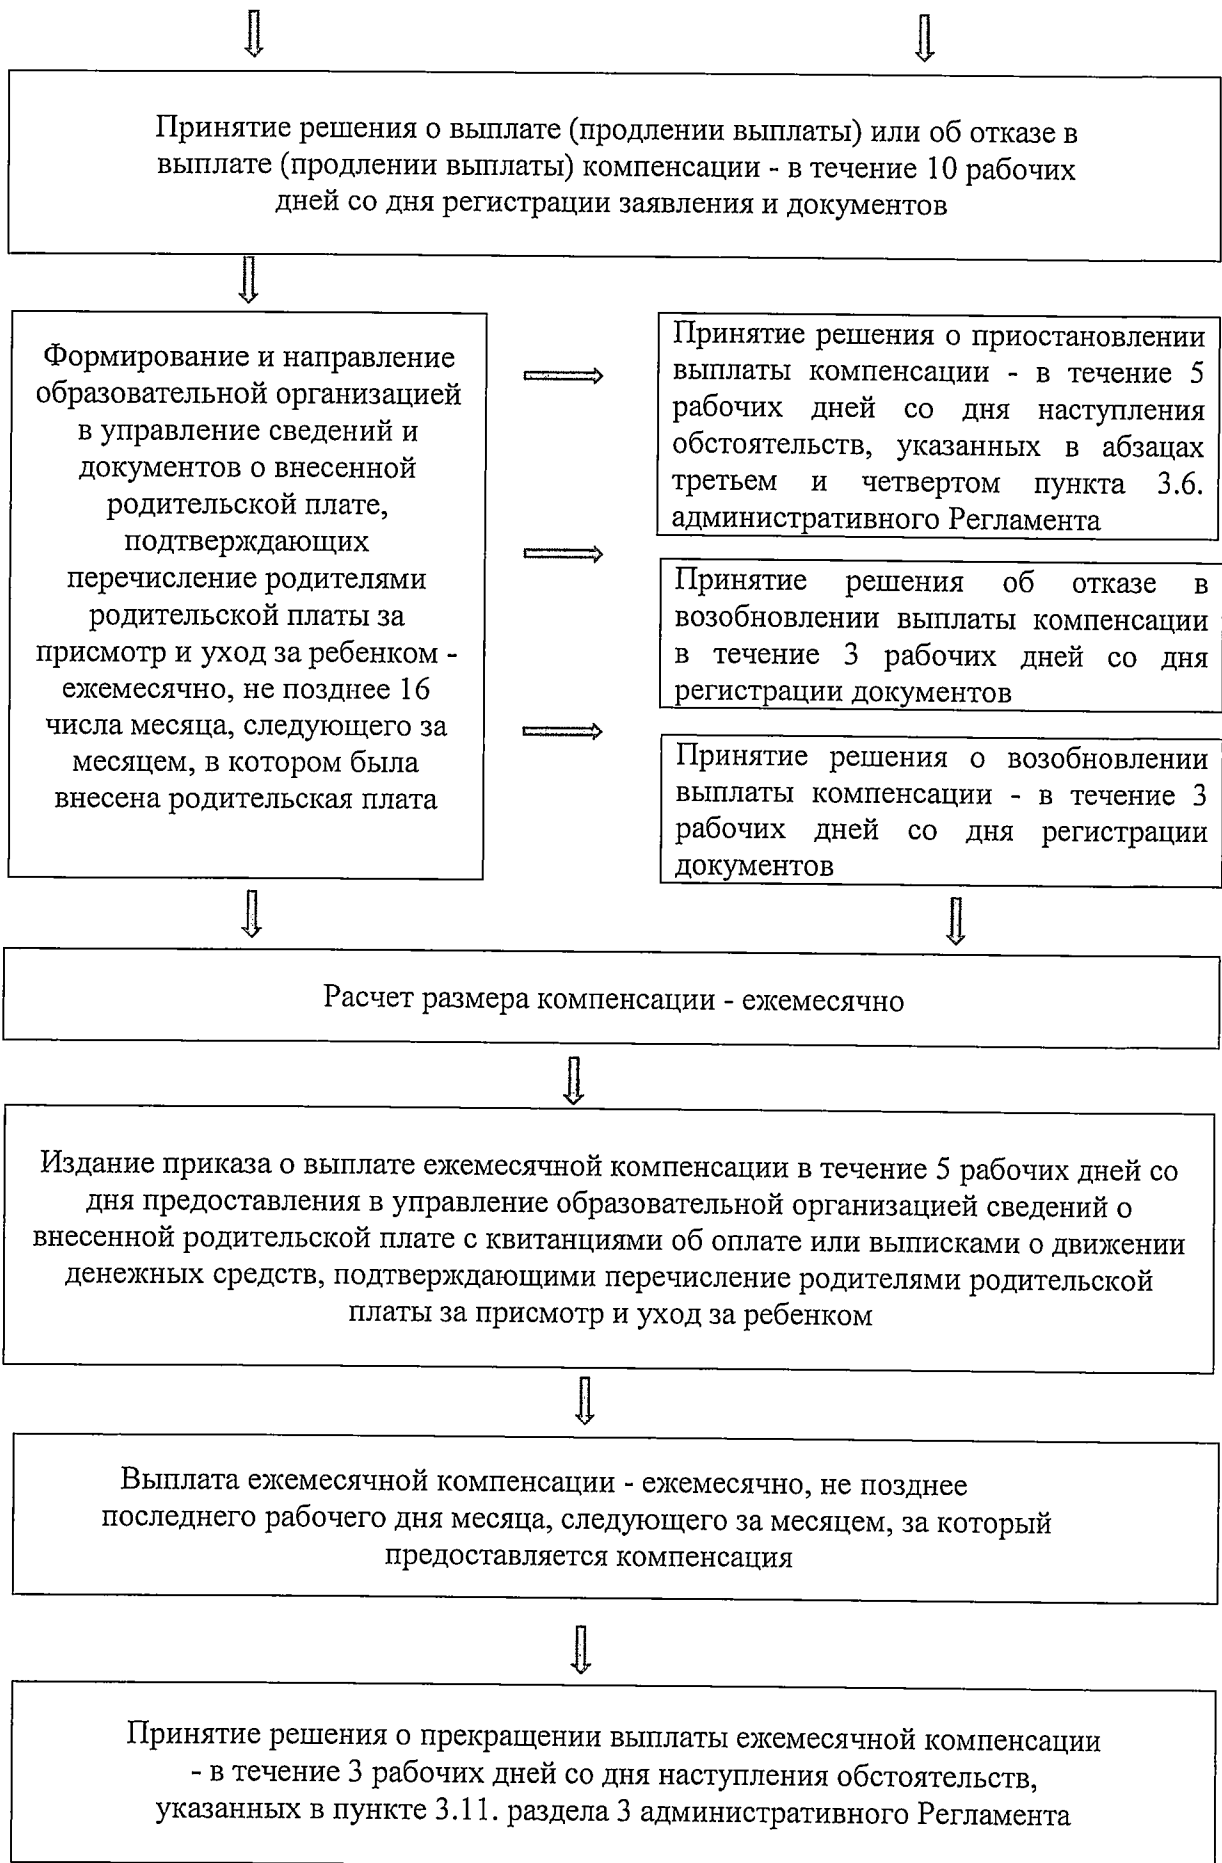 Принятие решения о выплате (продлении выплаты) или об отказе в
выплате (продлении выплаты) компенсации - в течение 10 рабочих
дней со дня регистрации заявления и документов
Формирование и направление
образовательной организацией
в управление сведений и
документов о внесенной
родительской плате,
подтверждающих
перечисление родителями
родительской платы за
присмотр и уход за ребенком -
ежемесячно, не позднее 16
числа месяца, следующего за
месяцем, в котором была
внесена родительская плата
Принятие решения о приостановлении
выплаты компенсации - в течение 5
рабочих дней со дня наступления
обстоятельств, указанных в абзацах
третьем и четвертом пункта 3.6.
административного Регламента
Принятие решения об отказе в
возобновлении выплаты компенсации
в течение 3 рабочих дней со дня
регистрации документов
Принятие решения о возобновлении
выплаты компенсации - в течение 3
рабочих дней со дня регистрации
документов
Расчет размера компенсации - ежемесячно
Издание приказа о выплате ежемесячной компенсации в течение 5 рабочих дней со
дня предоставления в управление образовательной организацией сведений о
внесенной родительской плате с квитанциями об оплате или выписками о движении
денежных средств, подтверждающими перечисление родителями родительской
платы за присмотр и уход за ребенком
Выплата ежемесячной компенсации - ежемесячно, не позднее
последнего рабочего дня месяца, следующего за месяцем, за который
предоставляется компенсация
Принятие решения о прекращении выплаты ежемесячной компенсации
- в течение 3 рабочих дней со дня наступления обстоятельств,
указанных в пункте 3.11. раздела 3 административного Регламента